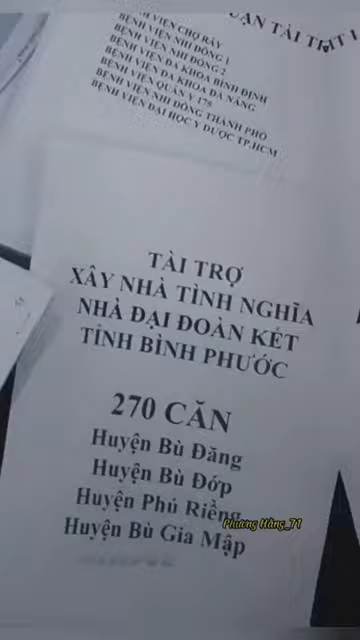 BỆNH VIỆN CHỢ RẪY
BỆNH VIỆN NHI ĐỒNG 1
BỆNH VIỆN NHI ĐỒNG 2
BỆNH VIỆN ĐA KHOA BÌNH ĐỊNH
BỆNH VIỆN ĐA KHOA ĐÀ NẴNG
BỆNH VIỆN QUÂN Y 175
BỆNH VIỆN NHI ĐỒNG THÀNH PHỐ
BỆNH VIỆN ĐẠI HỌC Y DƯỢC TP.HCM
TÀI TRỢ
XÂY NHÀ TÌNH NGHĨA
NHÀ ĐẠI ĐOÀN KẾT
TỈNH BÌNH PHƯỚC
270 CĂN
Huyện Bù Đăng
Huyện Bù Đớp
Huyện Phú Riềng
Huyện Bù Gia Mập
Phương Hằng_71